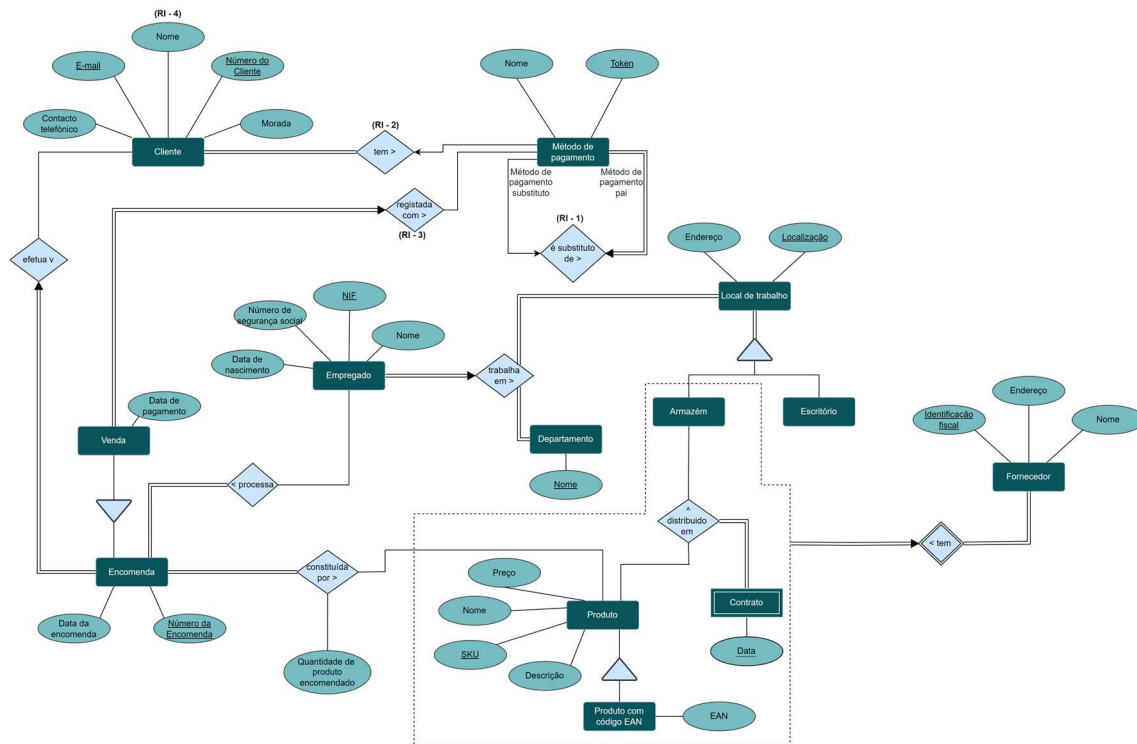 (RI - 4)
Nome
E-mail
Número do
Cliente
Contacto
telefónico
Morada
Cliente
Nome
Token
(RI - 2)
tem >
Método de
pagamento
Método de
pagamento
substituto
Método de
pagamento
pai
registada
com >
(RI - 3)
(RI - 1)
é substituto
de >
efetua v
Endereço
Localização
Local de trabalho
Número de
segurança social
NIF
Nome
Data de
nascimento
Empregado
trabalha
em >
Data de
pagamento
Venda
Armazém
Escritório
Departamento
Nome
Identificação
fiscal
Endereço
Nome
Fornecedor
< processa
^
distribuido
em
< tem
Encomenda
constituída
por >
Data da
encomenda
Número da
Encomenda
Quantidade de
produto
encomendado
Preço
Nome
SKU
Descrição
Produto
Contrato
Data
Produto com
código EAN
EAN